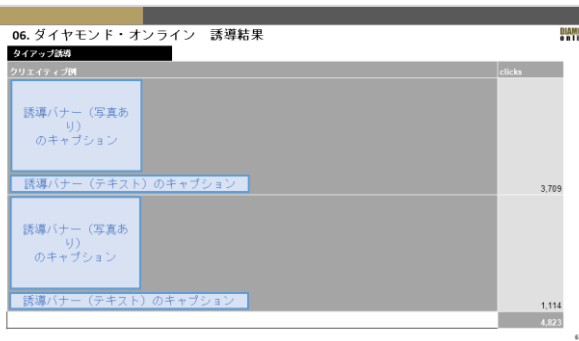 06. ダイヤモンド・オンライン　誘導結果
タイアップ誘導
クリエイティブ例
clicks
誘導バナー（写真あ
り）
のキャプション
誘導バナー（テキスト）のキャプション
3,709
誘導バナー（写真あ
り）
のキャプション
誘導バナー（テキスト）のキャプション
1,114
4,823
6